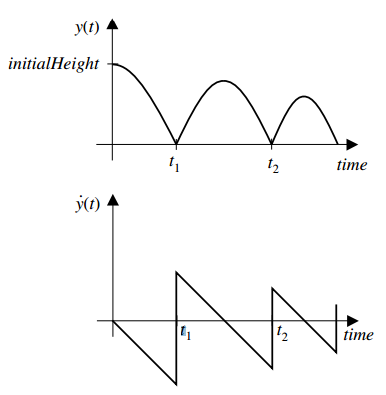 y(t)
initialHeight
t₁ t₂ time
ẏ(t)
t₁ t₂ time